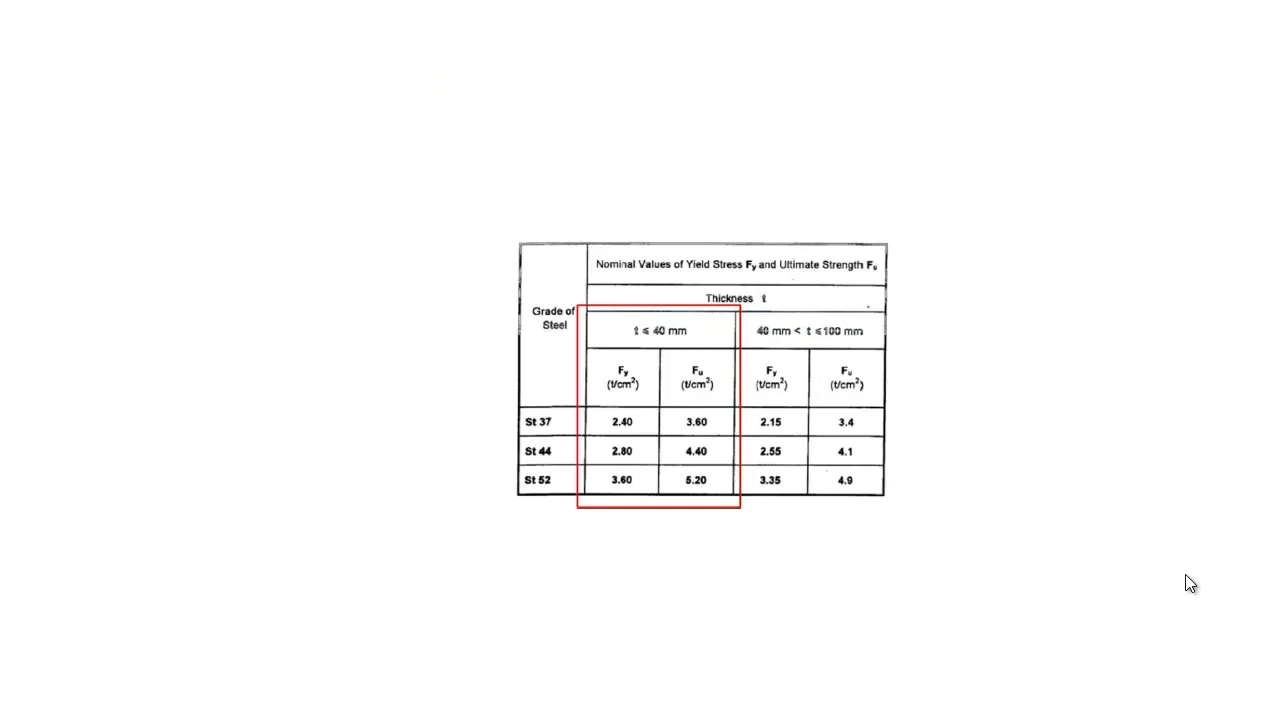 Nominal Values of Yield Stress Fy and Ultimate Strength Fu
Thickness t
Grade of
Steel
t ≤ 40 mm 40 mm < t ≤100 mm
Fy Fu Fy Fu
(t/cm²) (t/cm²) (t/cm²) (t/cm²)
St 37 2.40 3.60 2.15 3.4
St 44 2.80 4.40 2.55 4.1
St 52 3.60 5.20 3.35 4.9